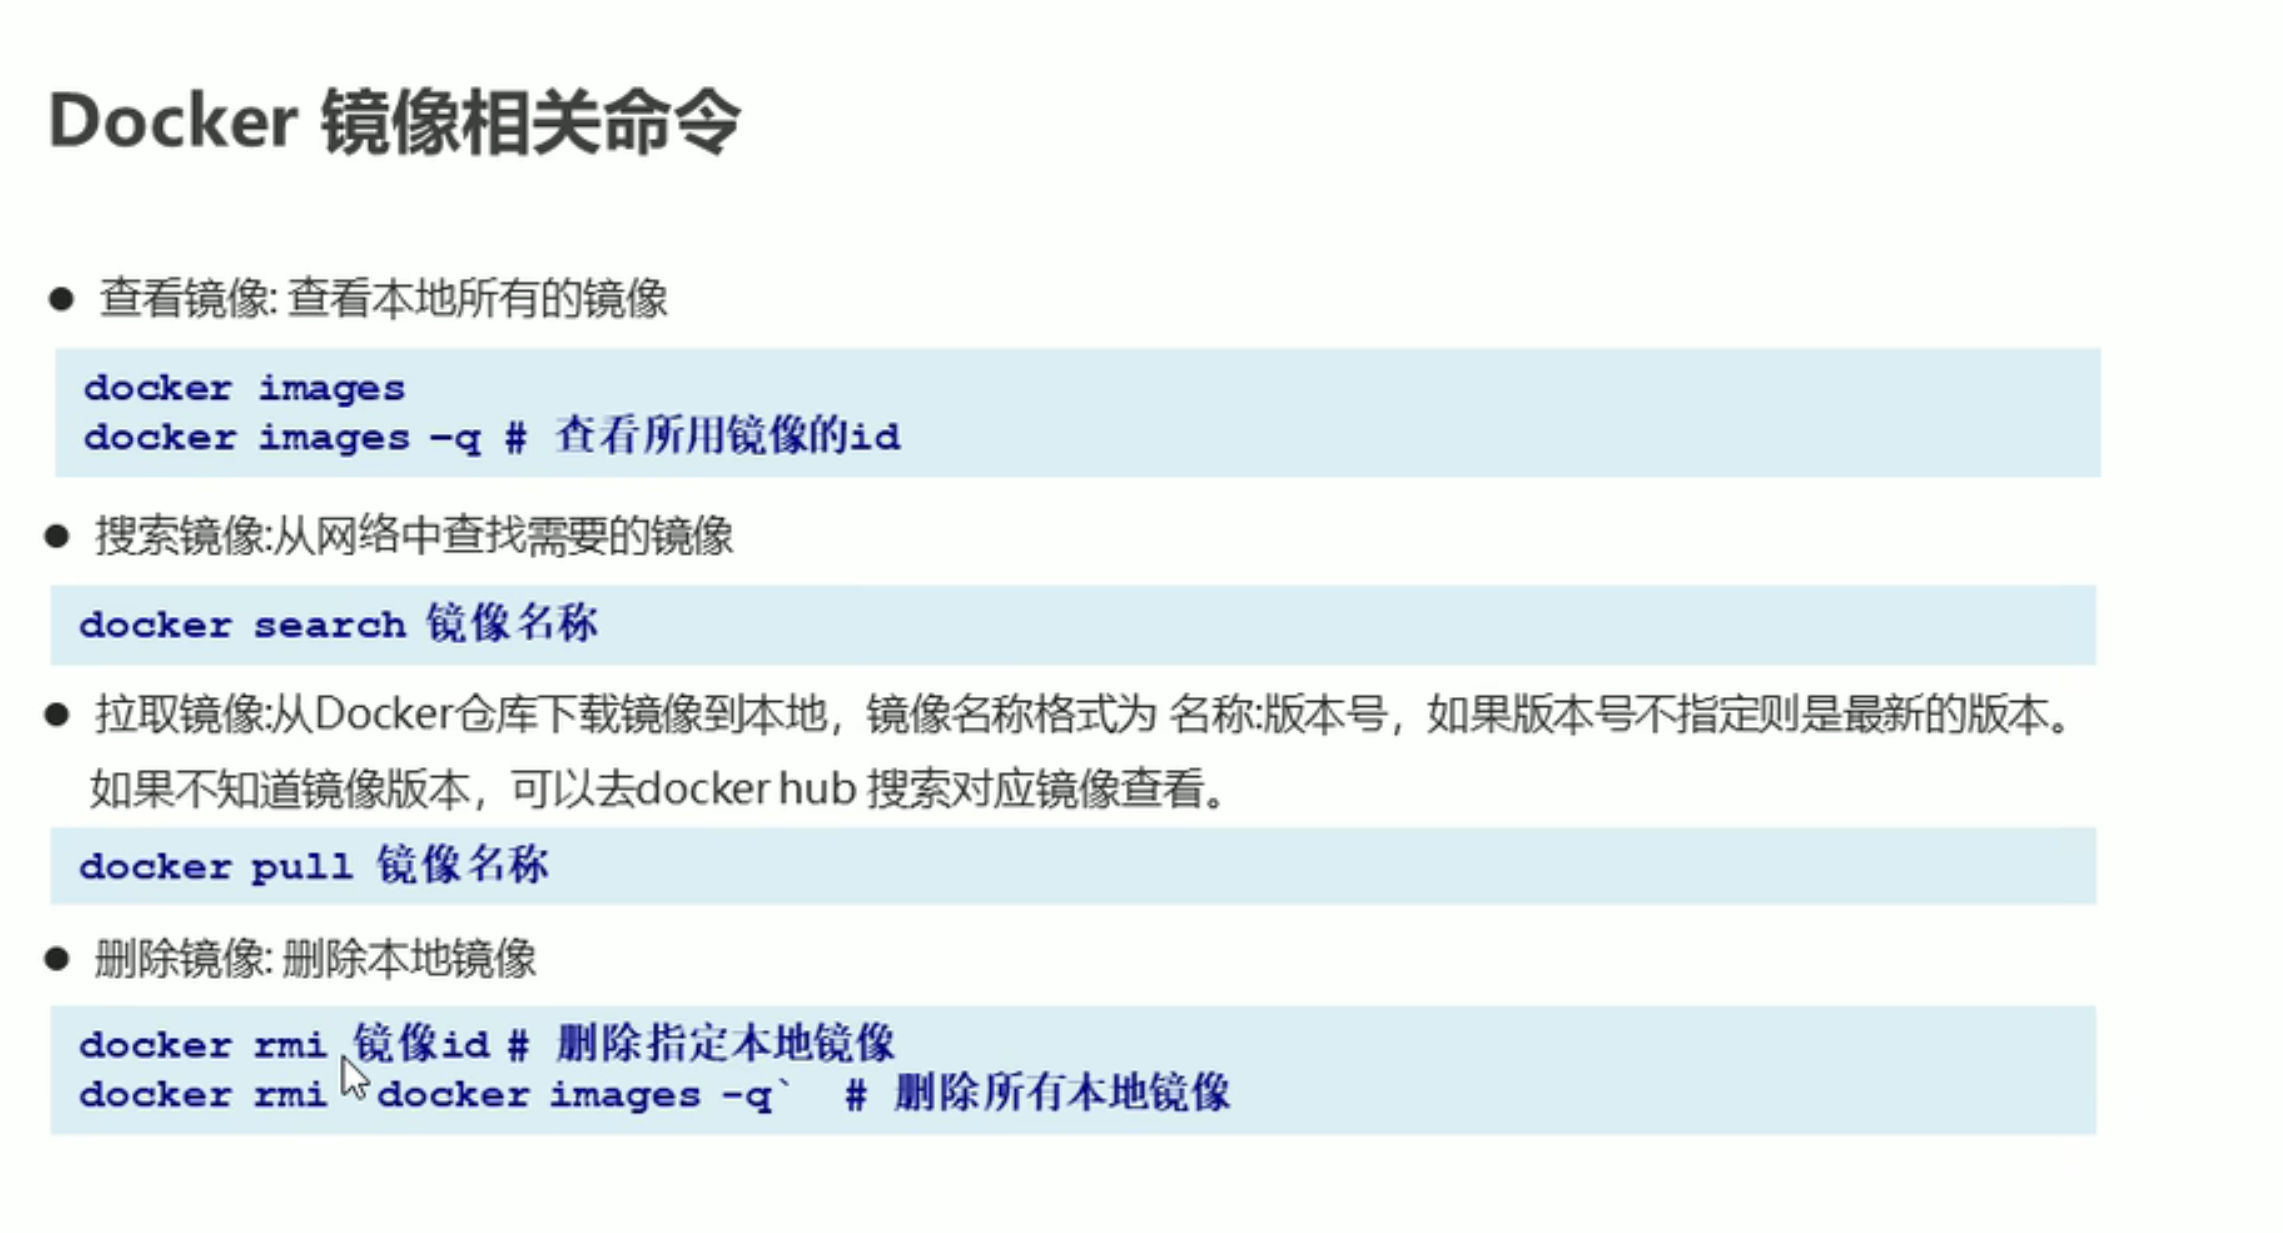 Docker 镜像相关命令
● 查看镜像: 查看本地所有的镜像
docker images
docker images –q # 查看所用镜像的id
● 搜索镜像:从网络中查找需要的镜像
docker search 镜像名称
● 拉取镜像:从Docker仓库下载镜像到本地，镜像名称格式为 名称:版本号，如果版本号不指定则是最新的版本。
如果不知道镜像版本，可以去docker hub 搜索对应镜像查看。
docker pull 镜像名称
● 删除镜像: 删除本地镜像
docker rmi 镜像id # 删除指定本地镜像
docker rmi docker images -q` # 删除所有本地镜像